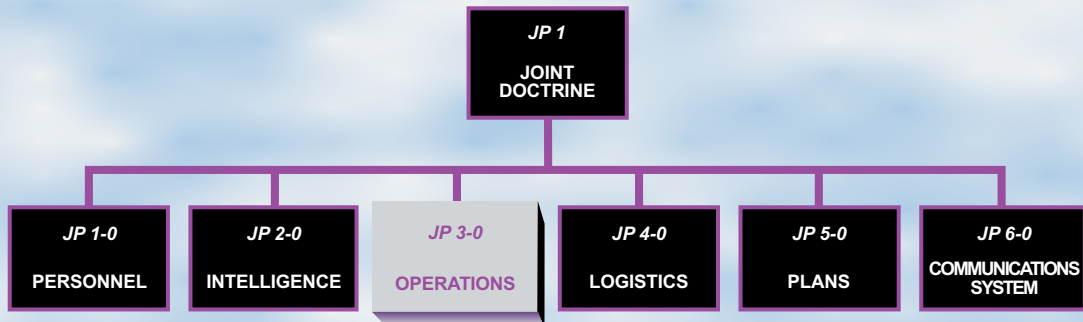 JP 1
JOINT
DOCTRINE
JP 1-0
PERSONNEL
JP 2-0
INTELLIGENCE
JP 3-0
OPERATIONS
JP 4-0
LOGISTICS
JP 5-0
PLANS
JP 6-0
COMMUNICATIONS
SYSTEM